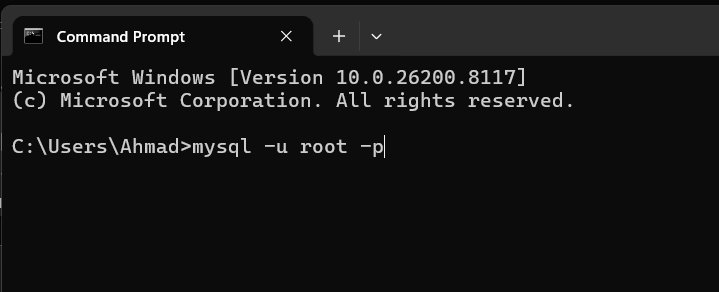 Command Prompt
Microsoft Windows [Version 10.0.26200.8117]
(c) Microsoft Corporation. All rights reserved.
C:\Users\Ahmad>mysql -u root -p